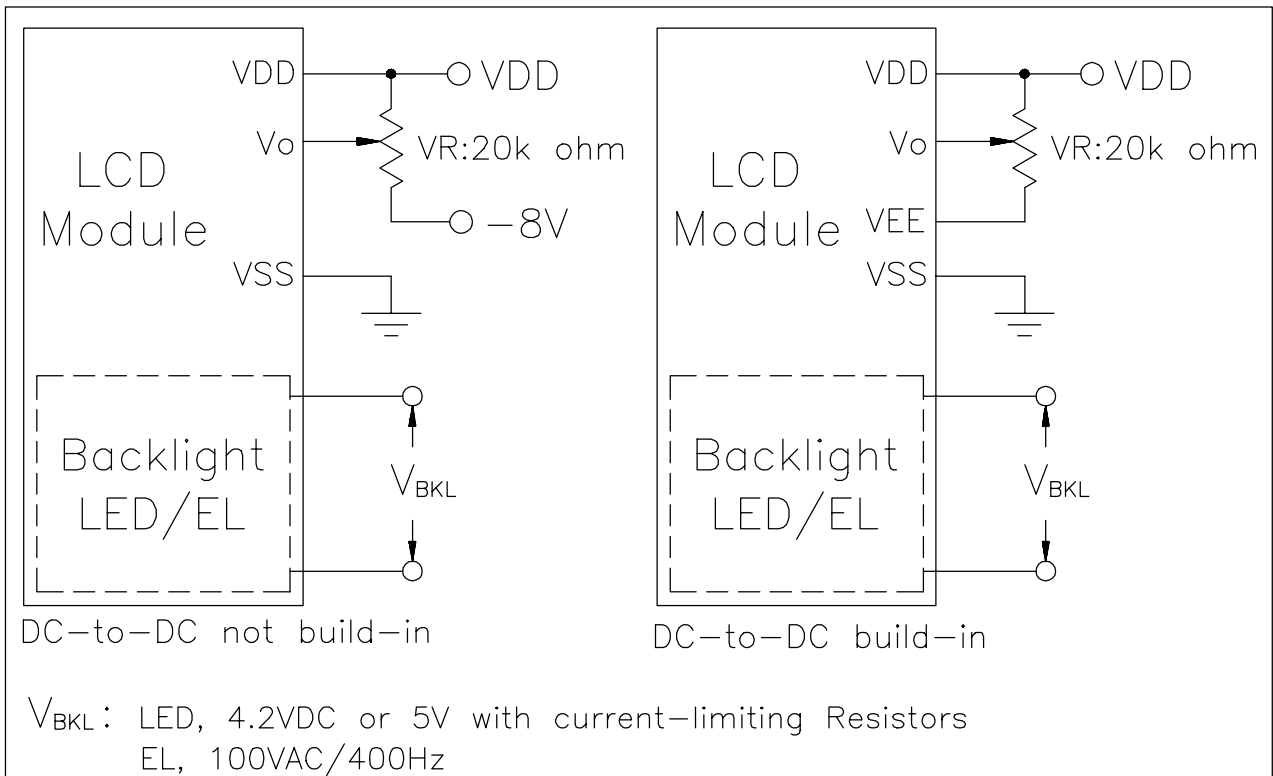 VDD
VDD
Vo
VR:20k ohm
LCD
Module
-8V
VSS
Backlight
LED/EL
VBKL
DC-to-DC not build-in
VDD
VDD
Vo
VR:20k ohm
LCD
Module
VEE
VSS
Backlight
LED/EL
VBKL
DC-to-DC build-in
VBKL: LED, 4.2VDC or 5V with current-limiting Resistors
EL, 100VAC/400Hz